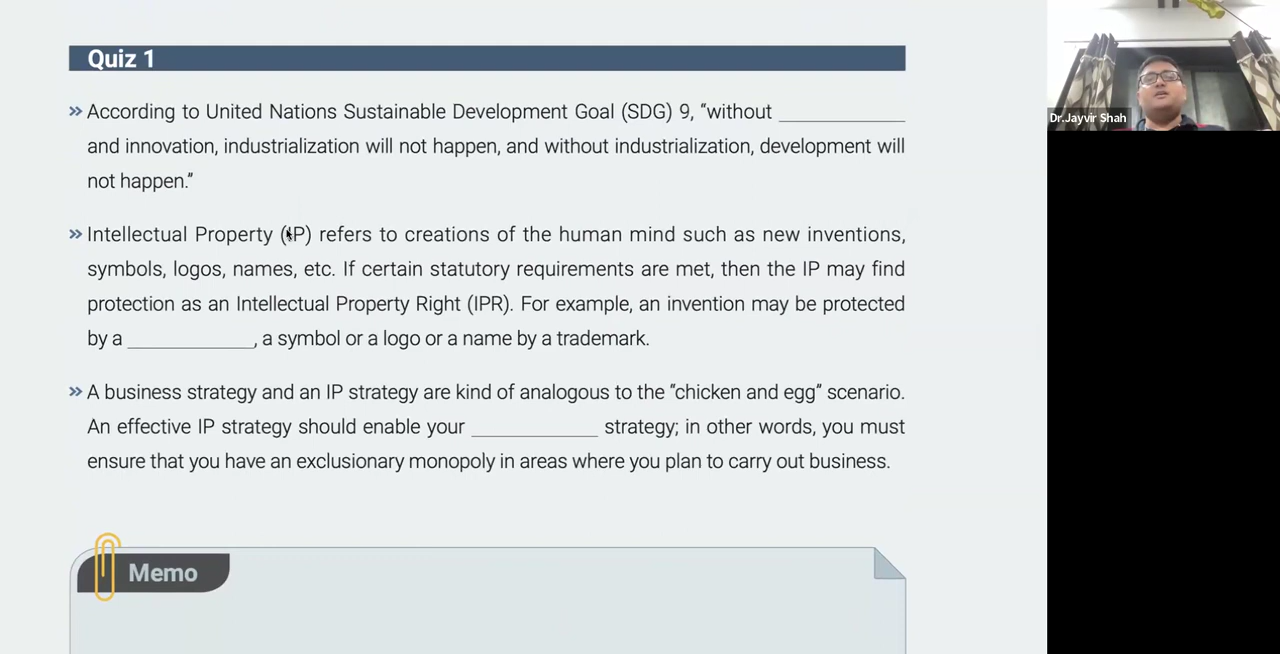 Quiz 1
» According to United Nations Sustainable Development Goal (SDG) 9, “without ____________
and innovation, industrialization will not happen, and without industrialization, development will
not happen.”
» Intellectual Property (IP) refers to creations of the human mind such as new inventions,
symbols, logos, names, etc. If certain statutory requirements are met, then the IP may find
protection as an Intellectual Property Right (IPR). For example, an invention may be protected
by a ____________, a symbol or a logo or a name by a trademark.
» A business strategy and an IP strategy are kind of analogous to the “chicken and egg” scenario.
An effective IP strategy should enable your ____________ strategy; in other words, you must
ensure that you have an exclusionary monopoly in areas where you plan to carry out business.
Memo
Dr.Jayvir Shah